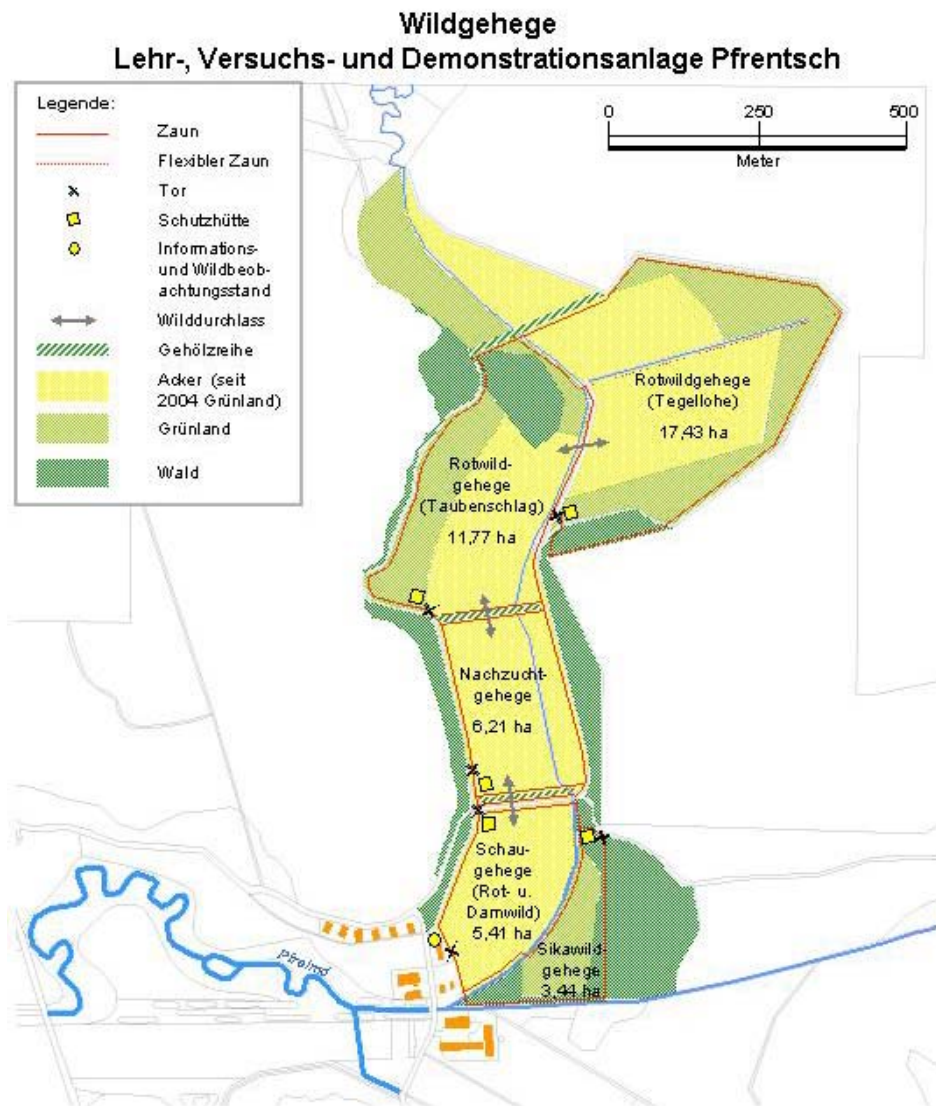 Wildgehege
Lehr-, Versuchs- und Demonstrationsanlage Pfrentsch
Legende:
Zaun
Flexibler Zaun
Tor
Schutzhütte
Informations-
und Wildbeob-
achtungsstand
Wilddurchlass
Gehölzreihe
Acker (seit
2004 Grünland)
Grünland
Wald
0 250 500
Meter
Rotwildgehege
(Tegellohe)
17,43 ha
Rotwild-
gehege
(Taubenschlag)
11,77 ha
Nachzucht-
gehege
6,21 ha
Schau-
gehege
(Rot- u.
Damwild)
5,41 ha
Sikawild-
gehege
3,44 ha
Pfreimd